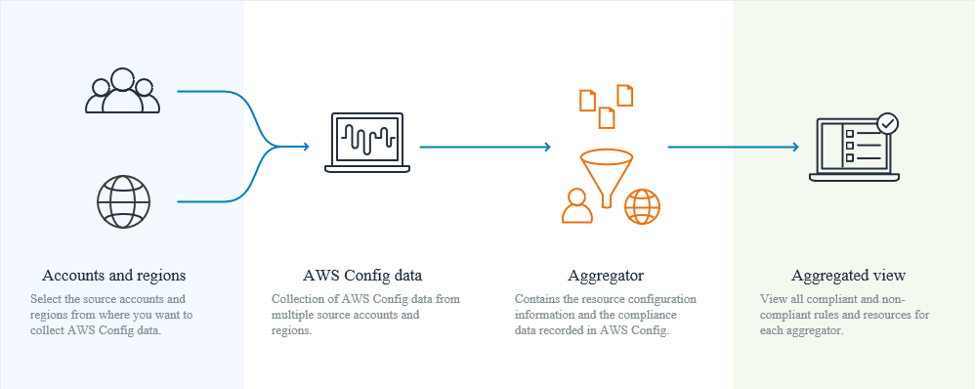 Accounts and regions
Select the source accounts and
regions from where you want to
collect AWS Config data.
AWS Config data
Collection of AWS Config data from
multiple source accounts and
regions.
Aggregator
Contains the resource configuration
information and the compliance
data recorded in AWS Config.
Aggregated view
View all compliant and non-
compliant rules and resources for
each aggregator.